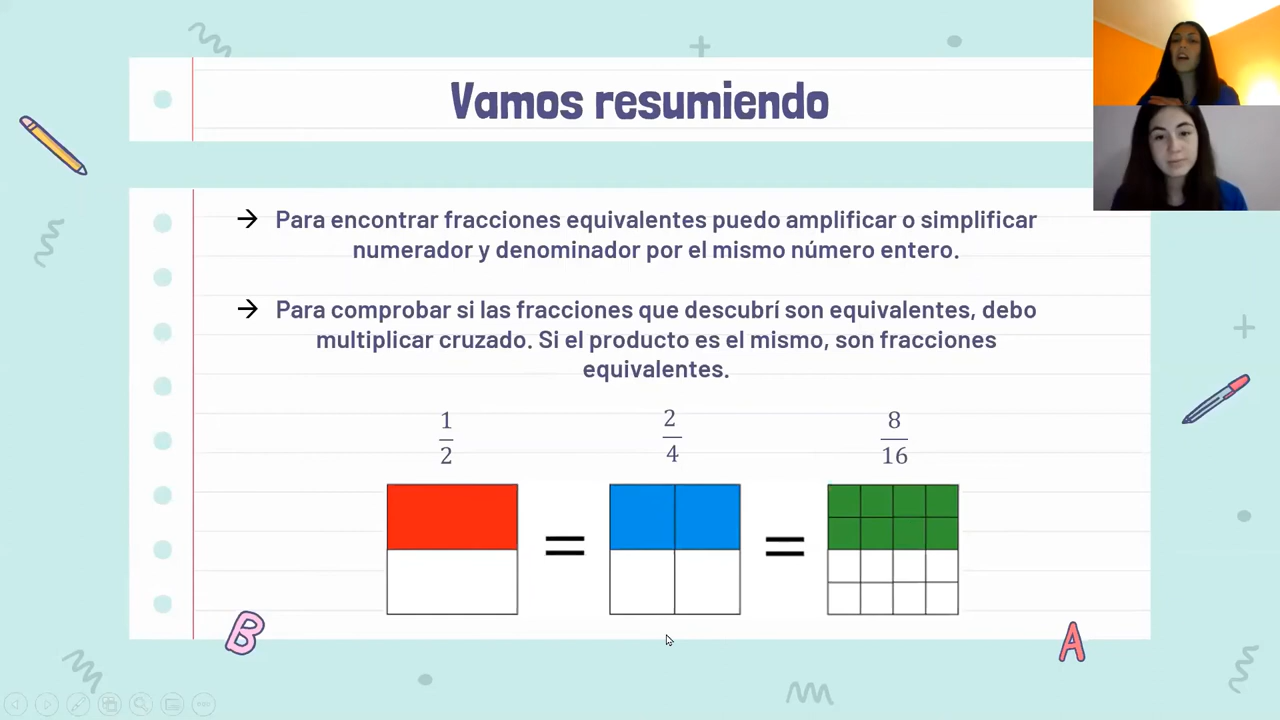 Vamos resumiendo
→ Para encontrar fracciones equivalentes puedo amplificar o simplificar
numerador y denominador por el mismo número entero.
→ Para comprobar si las fracciones que descubrí son equivalentes, debo
multiplicar cruzado. Si el producto es el mismo, son fracciones
equivalentes.
1 2 8
2 4 16
= =
B A